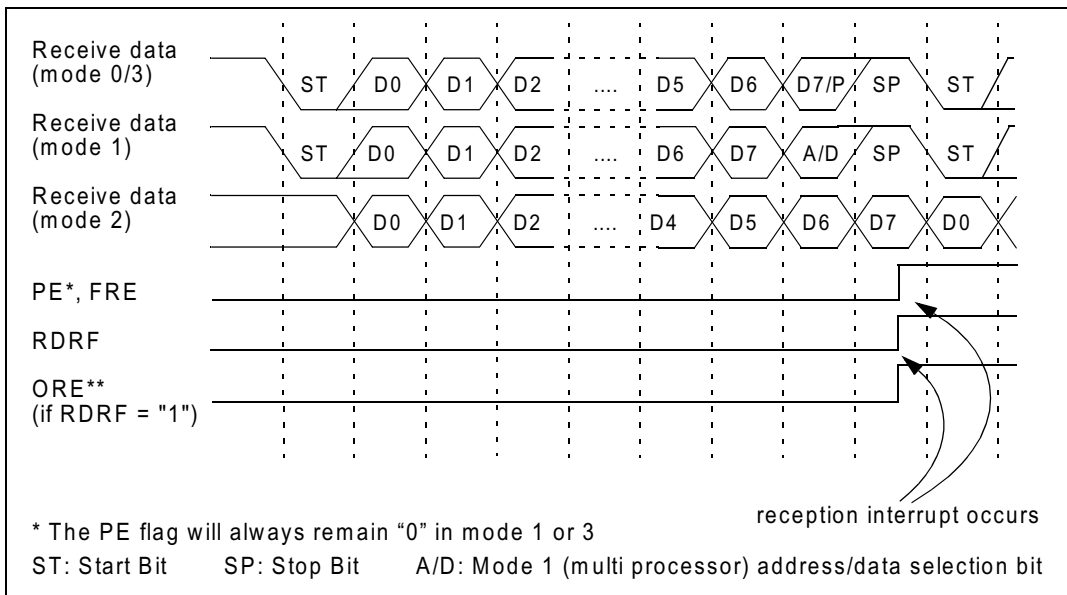 Receive data
(mode 0/3)
ST D0 D1 D2 .... D5 D6 D7/P SP ST
Receive data
(mode 1)
ST D0 D1 D2 .... D6 D7 A/D SP ST
Receive data
(mode 2)
D0 D1 D2 .... D4 D5 D6 D7 D0
PE*, FRE
RDRF
ORE**
(if RDRF = "1")
reception interrupt occurs
* The PE flag will always remain “0” in mode 1 or 3
ST: Start Bit SP: Stop Bit A/D: Mode 1 (multi processor) address/data selection bit